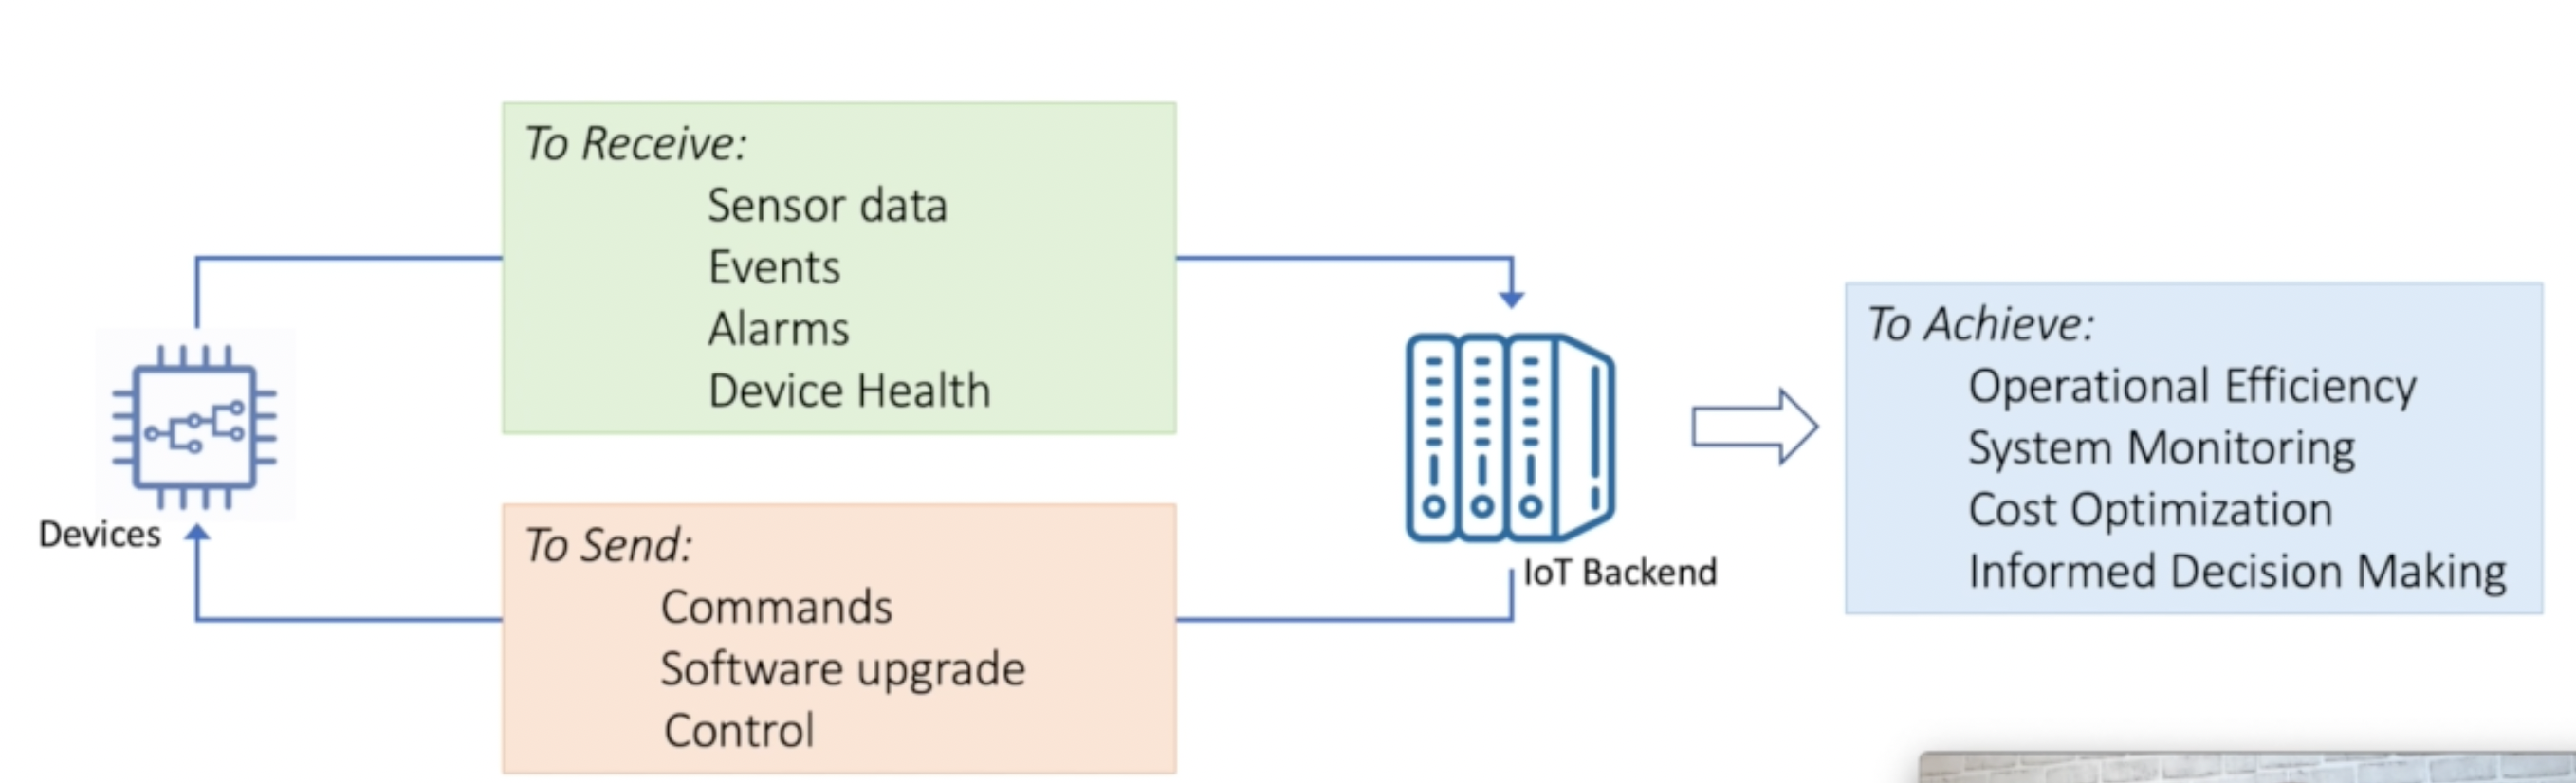 To Receive:
Sensor data
Events
Alarms
Device Health
Devices
To Send:
Commands
Software upgrade
Control
IoT Backend
To Achieve:
Operational Efficiency
System Monitoring
Cost Optimization
Informed Decision Making